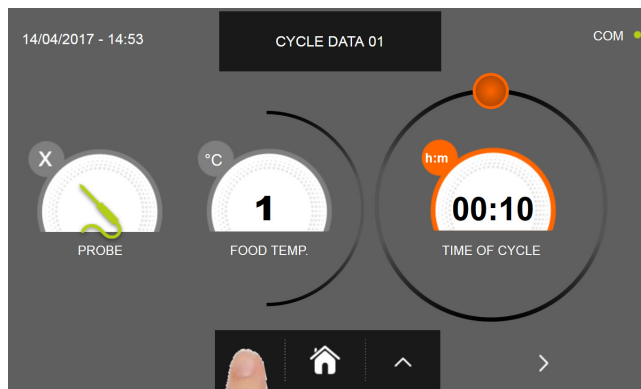 14/04/2017 - 14:53
CYCLE DATA 01
COM
X
°C
h:m
1
00:10
PROBE
FOOD TEMP.
TIME OF CYCLE